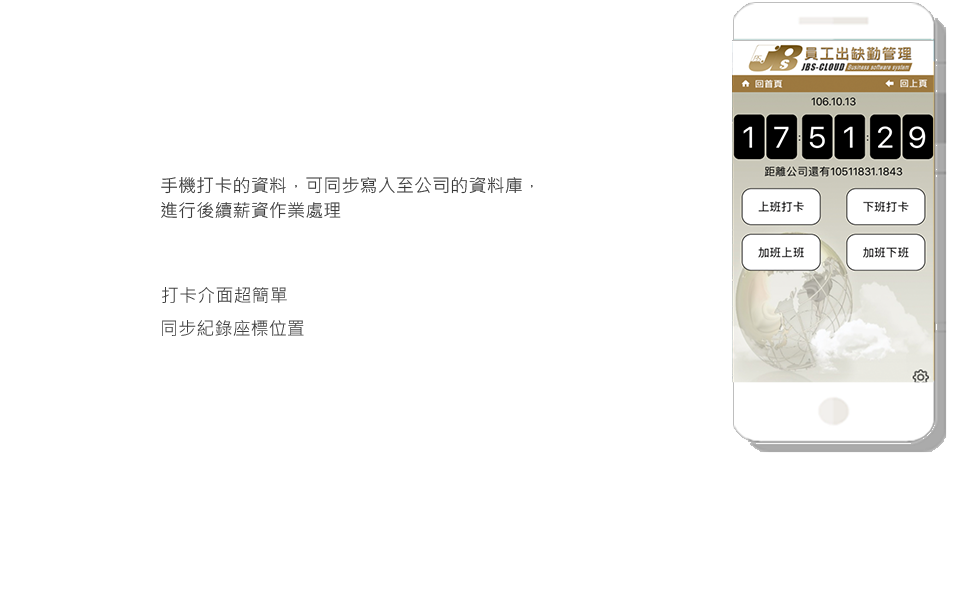 手機打卡的資料，可同步寫入至公司的資料庫，
進行後續薪資作業處理
打卡介面超簡單
同步紀錄座標位置
JBS 員工出缺勤管理
JBS-CLOUD Business software system
回首頁 回上頁
106.10.13
17:51:29
距離公司還有10511831.1843
上班打卡 下班打卡
加班上班 加班下班